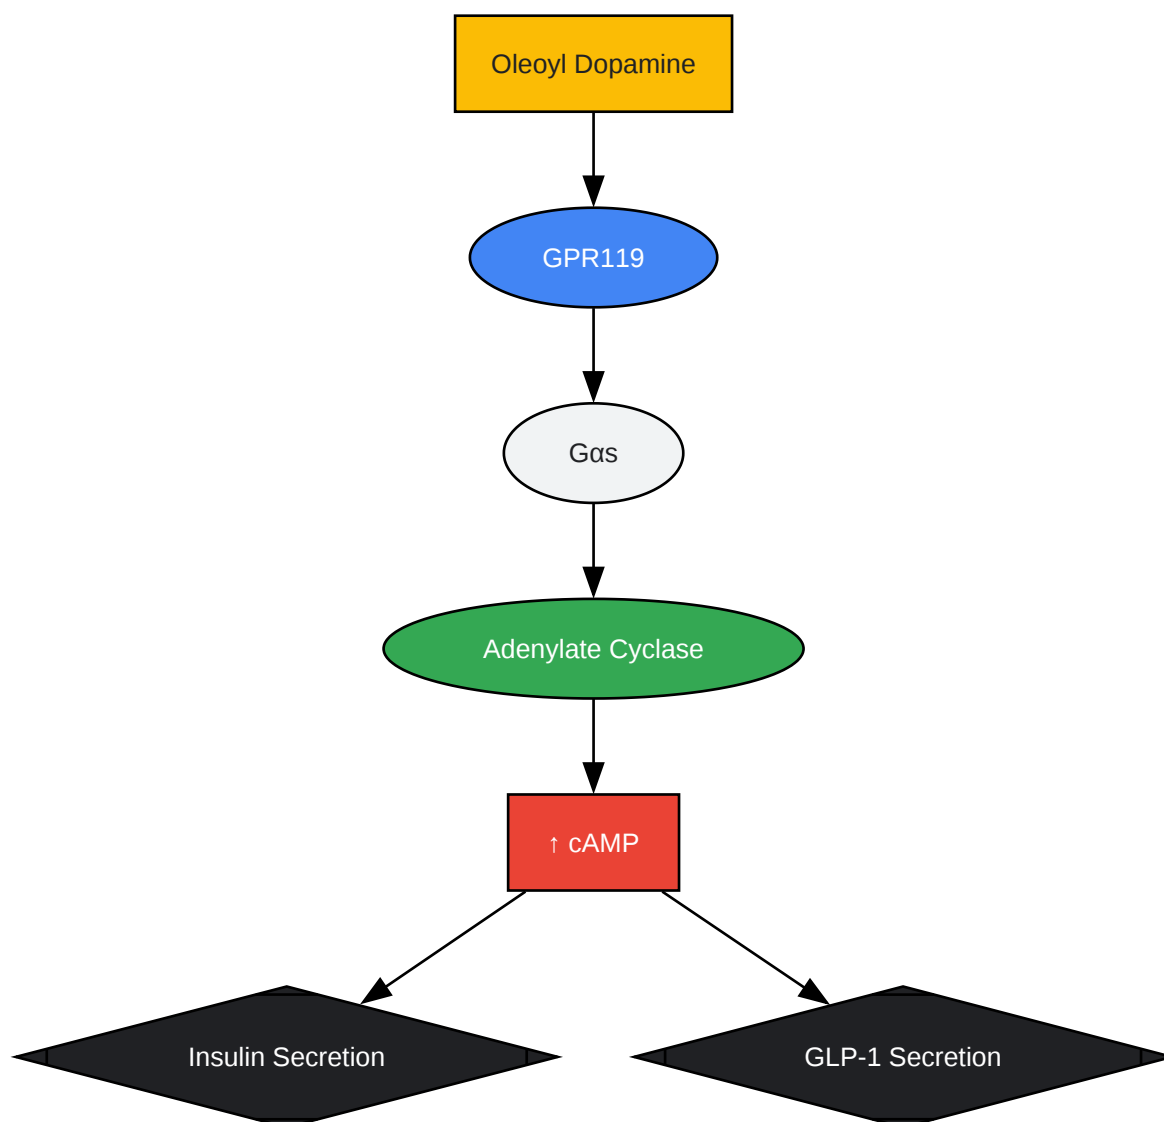 Oleoyl Dopamine
GPR119
Gαs
Adenylate Cyclase
↑ cAMP
Insulin Secretion
GLP-1 Secretion